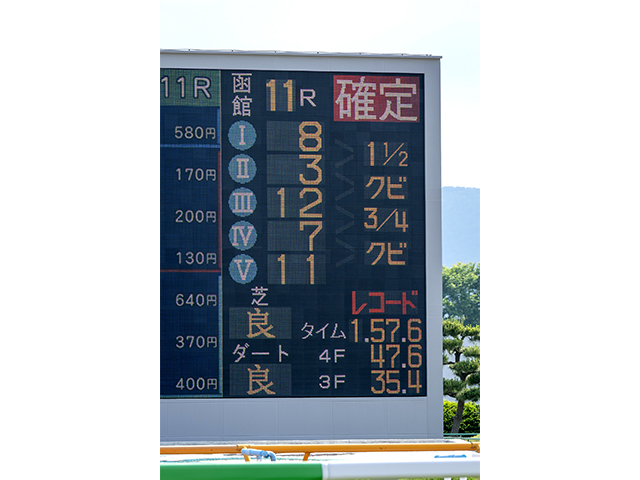 11R
580円
170円
200円
130円
640円
370円
400円
函館 11R 確定
I 8
II 3 1 1/2
III 12 クビ
IV 7 3/4
V 11 クビ
芝 レコード
良 タイム 1.57.6
ダート 4F 47.6
良 3F 35.4